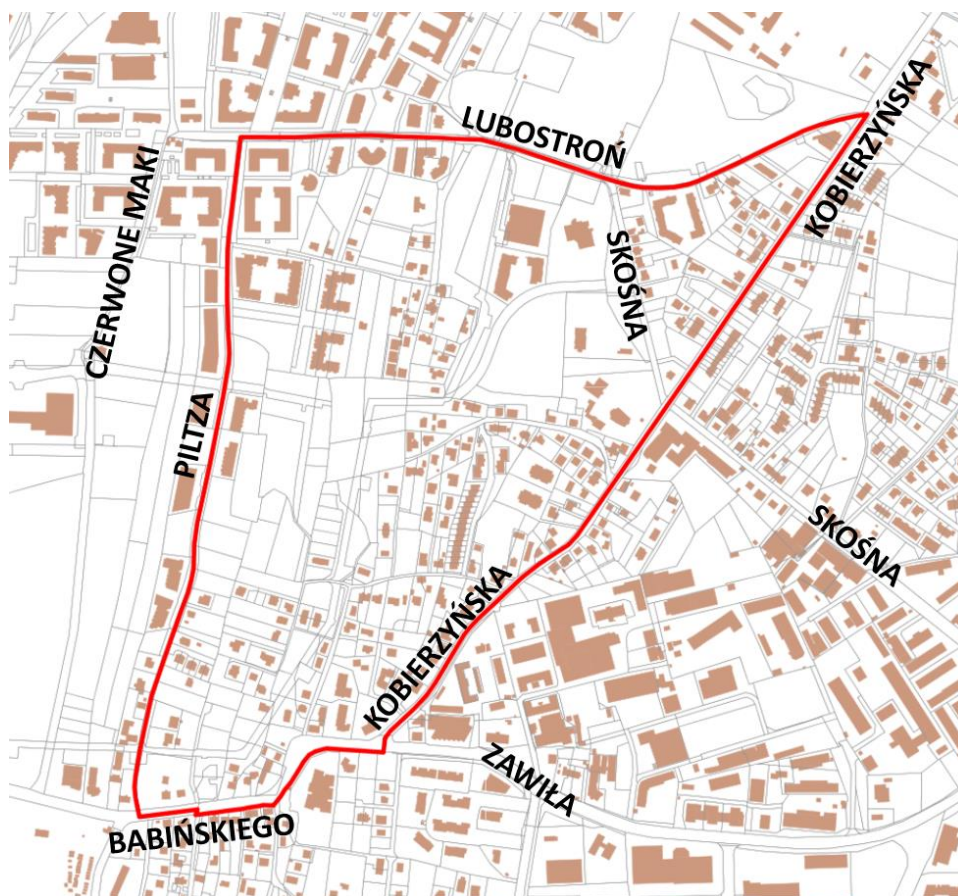 LUBOSTROŃ
KOBIERZYŃSKA
CZERWONE MAKI
SKOŚNA
PILTZA
SKOŚNA
KOBIERZYŃSKA
ZAWIŁA
BABIŃSKIEGO